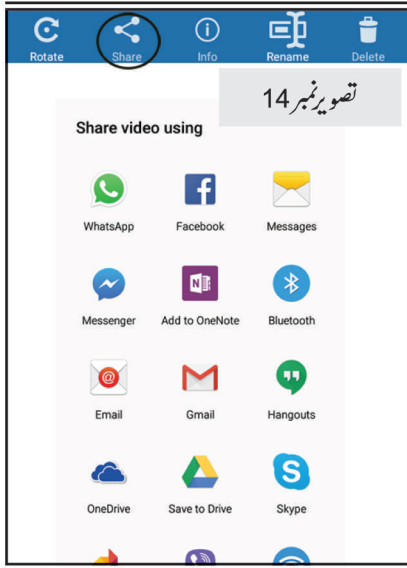 Rotate Share Info Rename Delete
تصویر نمبر 14
Share video using
WhatsApp Facebook Messages
Messenger Add to OneNote Bluetooth
Email Gmail Hangouts
OneDrive Save to Drive Skype